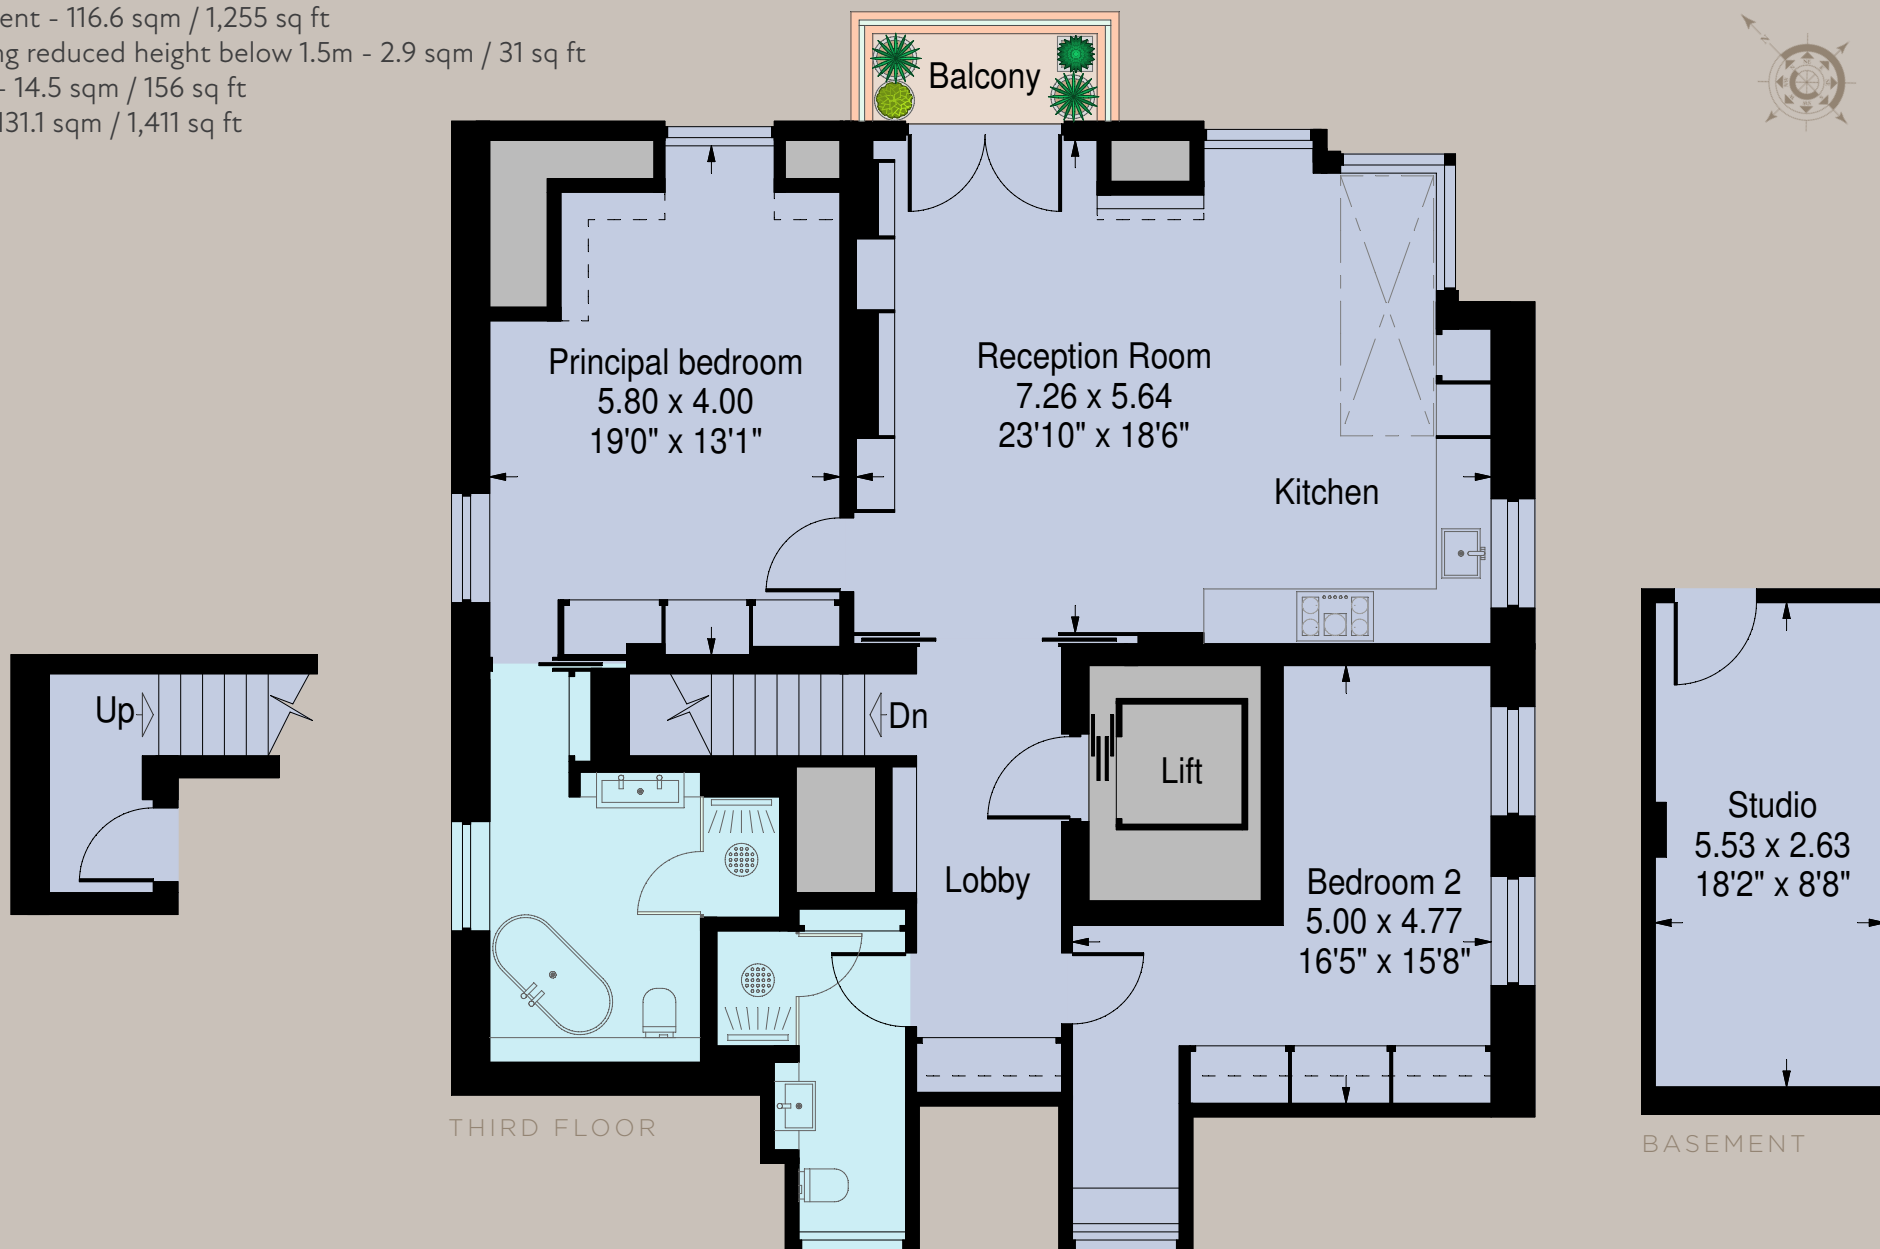 ent - 116.6 sqm / 1,255 sq ft
ng reduced height below 1.5m - 2.9 sqm / 31 sq ft
- 14.5 sqm / 156 sq ft
131.1 sqm / 1,411 sq ft
Balcony
Principal bedroom
5.80 x 4.00
19'0" x 13'1"
Reception Room
7.26 x 5.64
23'10" x 18'6"
Kitchen
Up
Dn
Lift
Lobby
Bedroom 2
5.00 x 4.77
16'5" x 15'8"
Studio
5.53 x 2.63
18'2" x 8'8"
THIRD FLOOR
BASEMENT